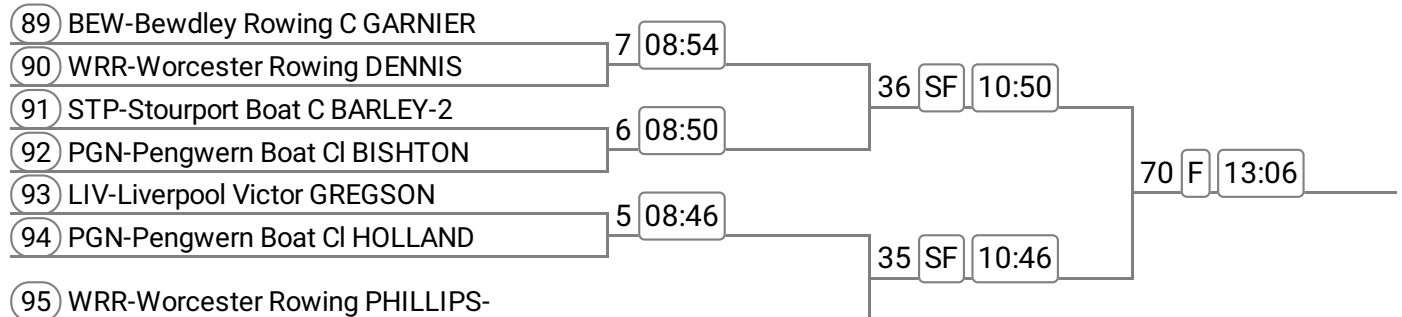 89 BEW-Bewdley Rowing C GARNIER
7 08:54
90 WRR-Worcester Rowing DENNIS
36 SF 10:50
91 STP-Stourport Boat C BARLEY-2
6 08:50
92 PGN-Pengwern Boat Cl BISHTON
70 F 13:06
93 LIV-Liverpool Victor GREGSON
5 08:46
94 PGN-Pengwern Boat Cl HOLLAND
35 SF 10:46
95 WRR-Worcester Rowing PHILLIPS-